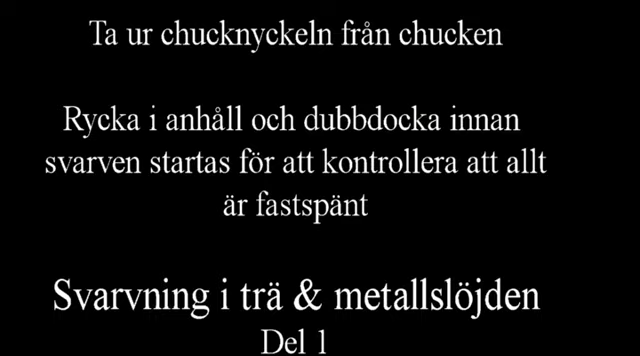 Ta ur chucknyckeln från chucken
Rycka i anhåll och dubbdocka innan
svarven startas för att kontrollera att allt
är fastspänt
Svarvning i trä & metallslöjden
Del 1